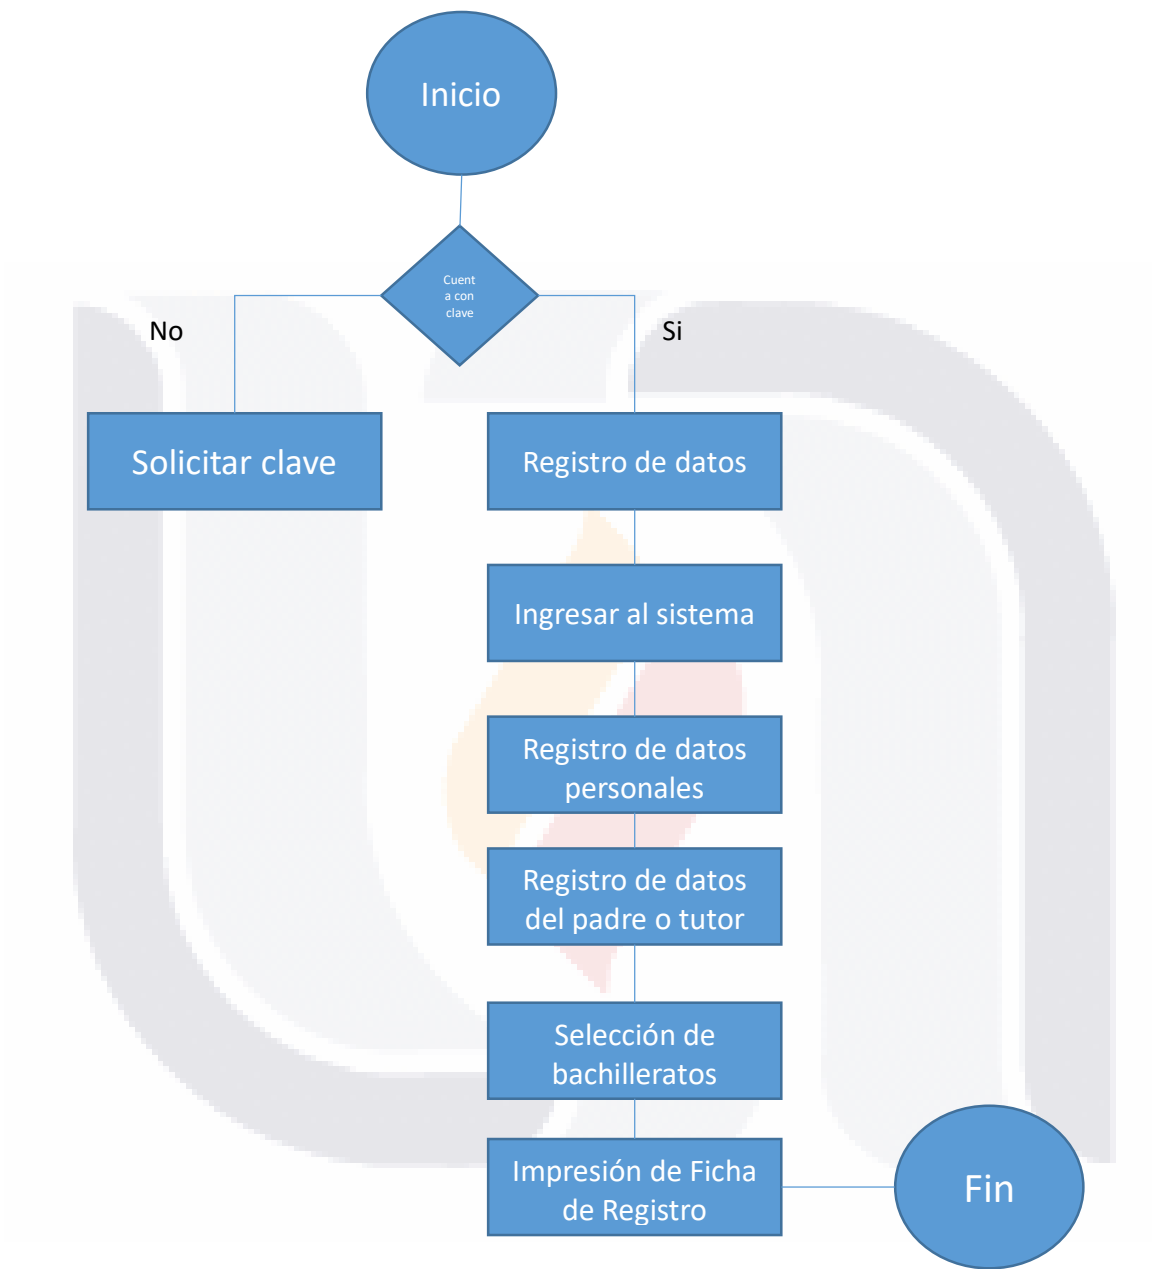 Inicio
Cuent
a con
clave
No
Si
Solicitar clave
Registro de datos
Ingresar al sistema
Registro de datos
personales
Registro de datos
del padre o tutor
Selección de
bachilleratos
Impresión de Ficha
de Registro
Fin